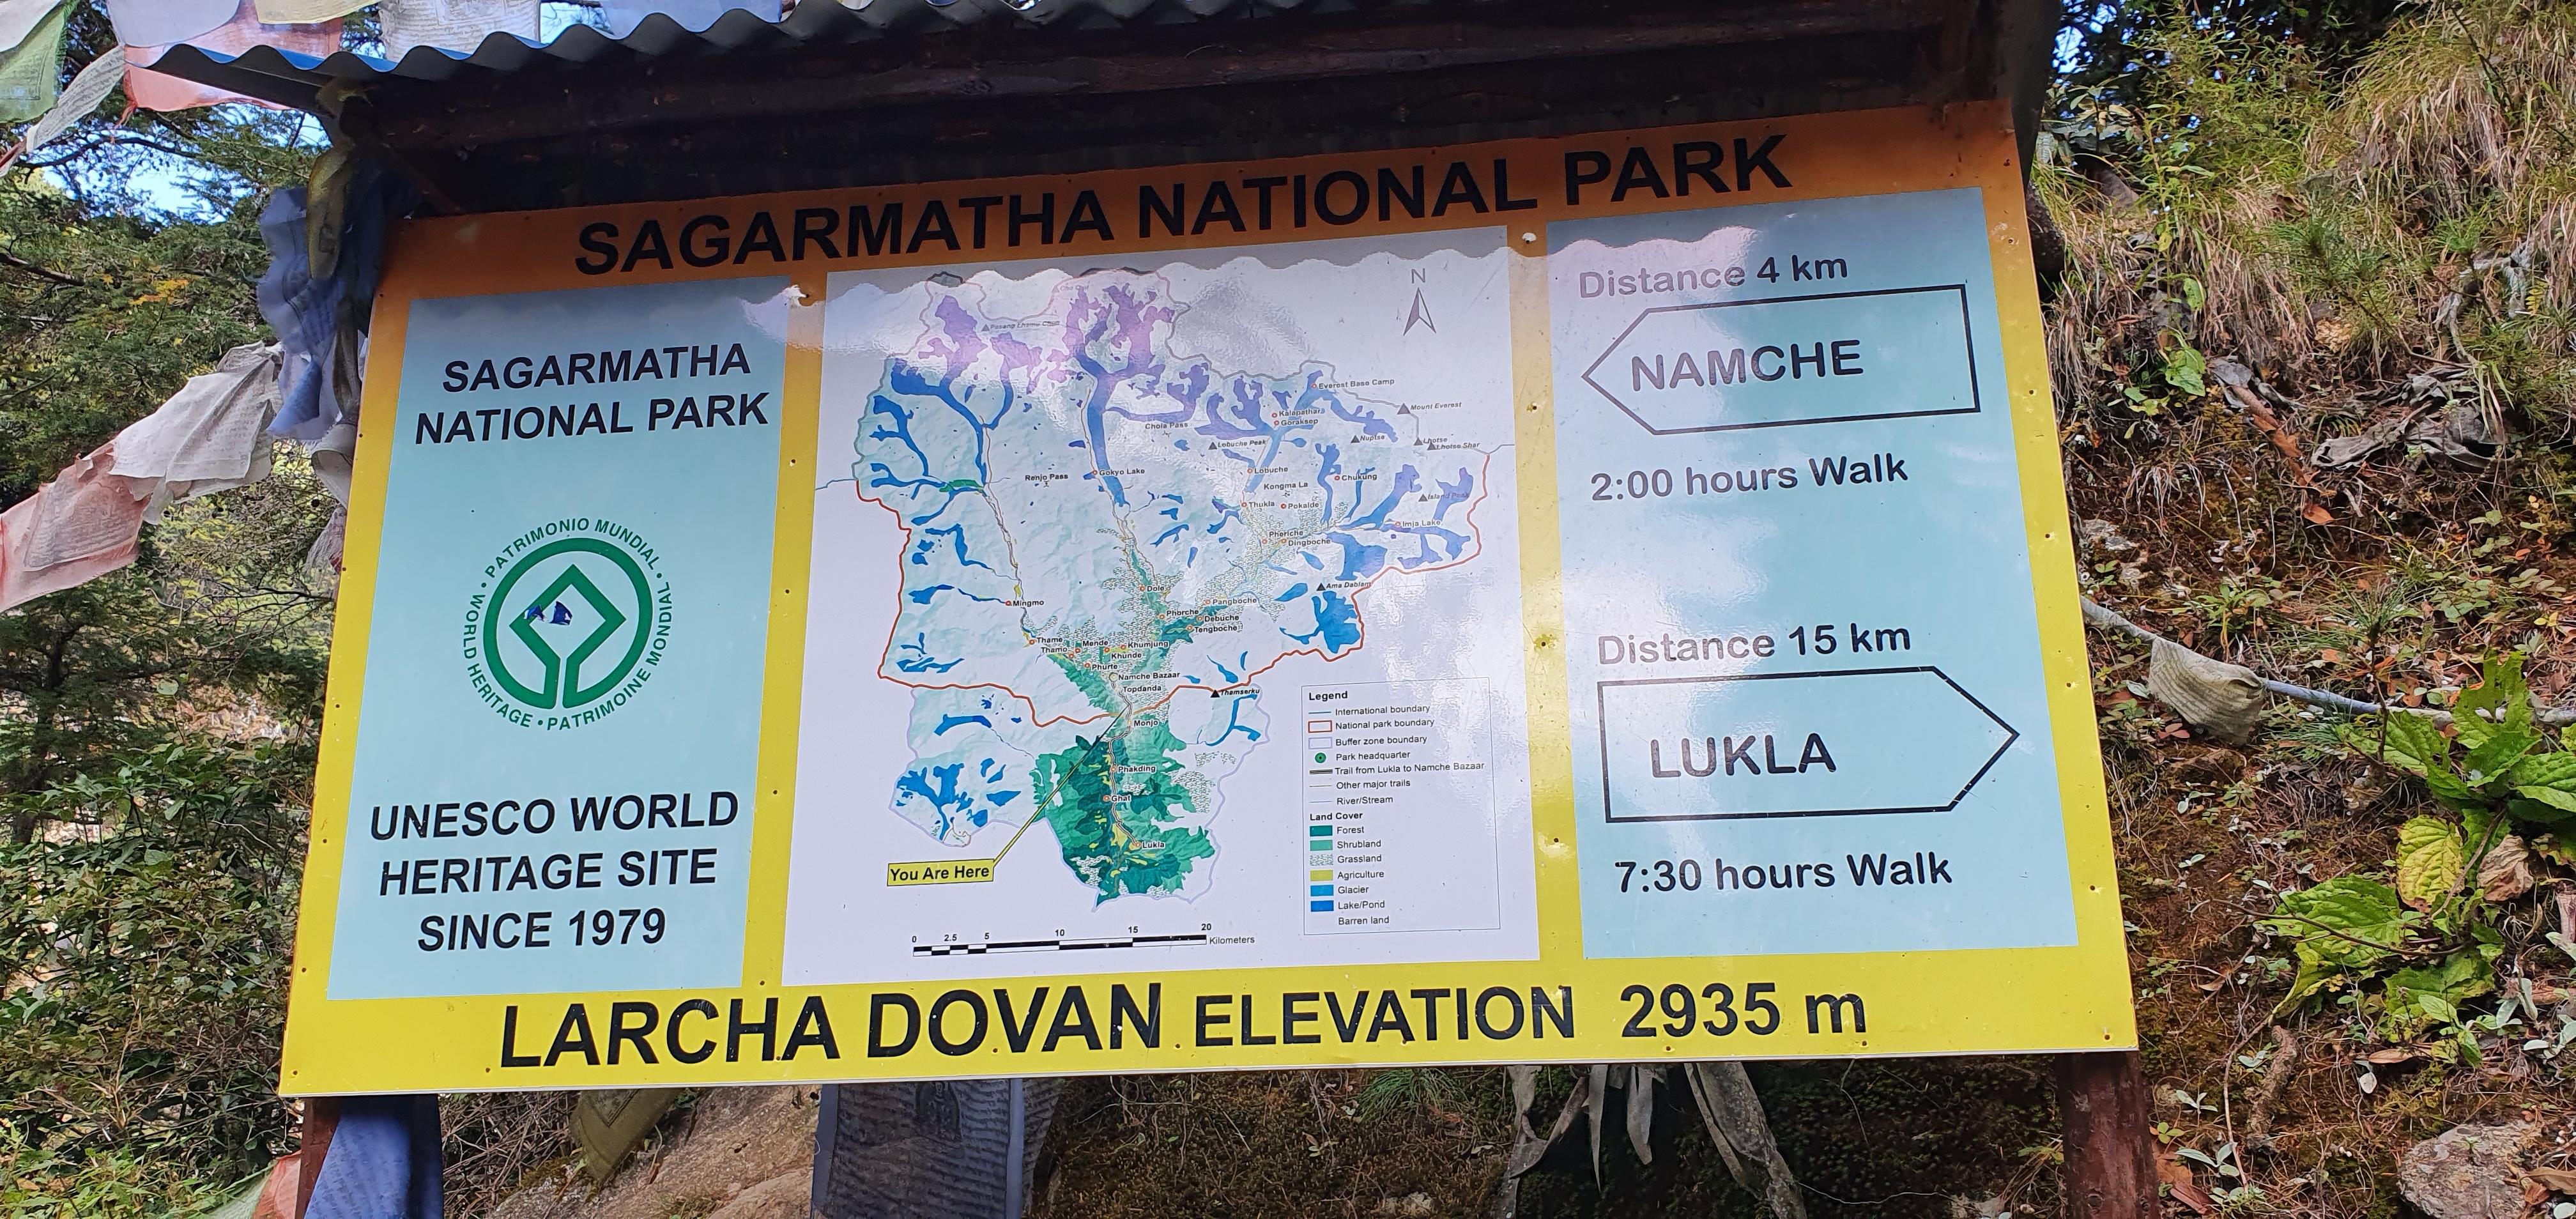 SAGARMATHA NATIONAL PARK
SAGARMATHA
NATIONAL PARK
WORLD HERITAGE • PATRIMONIO MUNDIAL • PATRIMOINE MONDIAL •
UNESCO WORLD
HERITAGE SITE
SINCE 1979
N
Everest Base Camp
Mount Everest
Kalapathar
Goraksep
Chola Pass
Lobuche Peak
Nuptse
Lhotse
Lhotse Shar
Gokyo Lake
Renjo Pass
Lobuche
Chukung
Kongma La
Island Peak
Thukla
Pokalde
Imja Lake
Pheriche
Dingboche
Ama Dablam
Dole
Mingmo
Pangboche
Phorche
Debuche
Tengboche
Thame
Mende
Khumjung
Thamo
Khunde
Phurte
Namche Bazaar
Topdanda
Thamserku
Monjo
Phakding
Ghat
Lukla
You Are Here
0 2.5 5 10 15 20
Kilometers
Legend
International boundary
National park boundary
Buffer zone boundary
Park headquarter
Trail from Lukla to Namche Bazaar
Other major trails
River/Stream
Land Cover
Forest
Shrubland
Grassland
Agriculture
Glacier
Lake/Pond
Barren land
Distance 4 km
NAMCHE
2:00 hours Walk
Distance 15 km
LUKLA
7:30 hours Walk
LARCHA DOVAN ELEVATION 2935 m